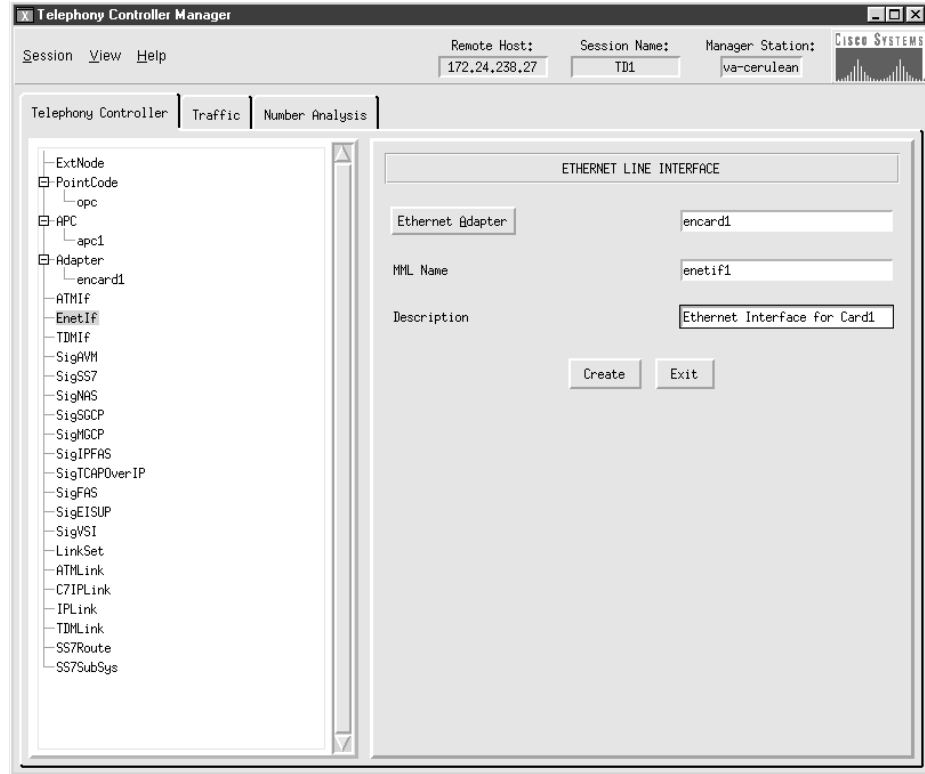 X Telephony Controller Manager
Session View Help
Remote Host:
172.24.238.27
Session Name:
TD1
Manager Station:
va-cerulean
CISCO SYSTEMS
Telephony Controller
Traffic
Number Analysis
ExtNode
PointCode
opc
APC
apc1
Adapter
encard1
ATMIf
EnetIf
TDMIf
SigAVM
SigSS7
SigNAS
SigSGCP
SigMGCP
SigIPFAS
SigTCAPOverIP
SigFAS
SigEISUP
SigVSI
LinkSet
ATMLink
C7IPLink
IPLink
TDMLink
SS7Route
SS7SubSys
ETHERNET LINE INTERFACE
Ethernet Adapter
encard1
MML Name
enetif1
Description
Ethernet Interface for Card1
Create
Exit